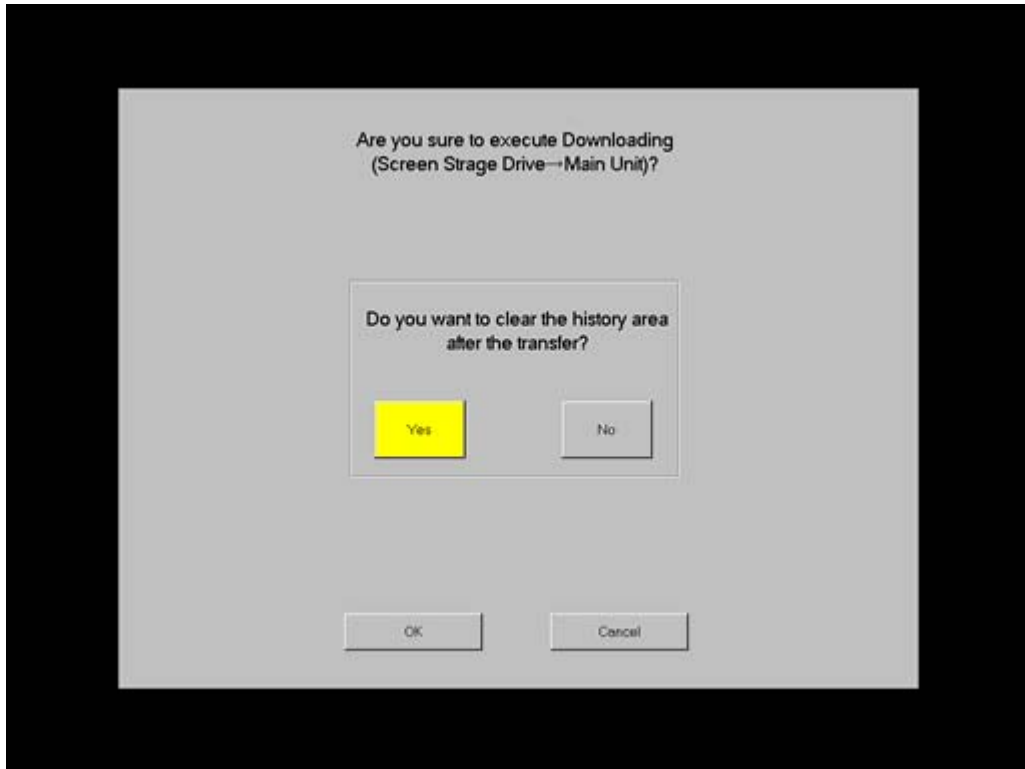 Are you sure to execute Downloading
(Screen Strage Drive→Main Unit)?
Do you want to clear the history area
after the transfer?
Yes
No
OK
Cancel